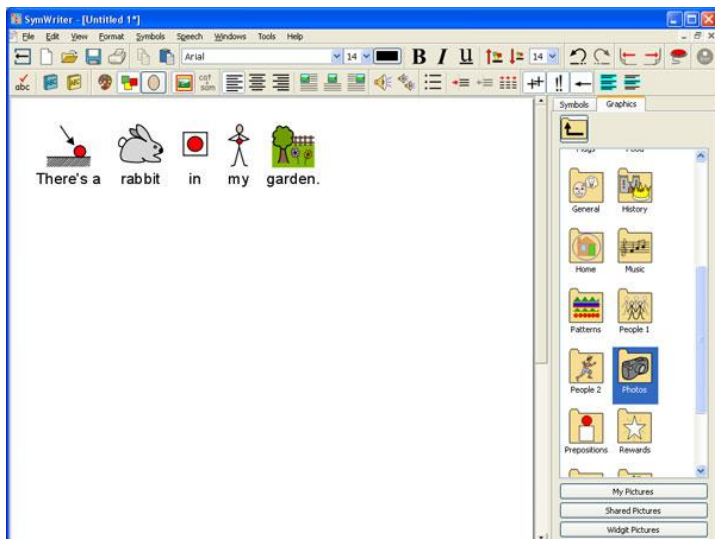 SymWriter - [Untitled 1*]
File Edit View Format Symbols Speech Windows Tools Help
Arial 14 B I U 14
abc cat sam
Symbols Graphics
There's a rabbit in my garden.
General History
Home Music
Patterns People 1
People 2 Photos
Prepositions Rewards
My Pictures
Shared Pictures
Widgit Pictures